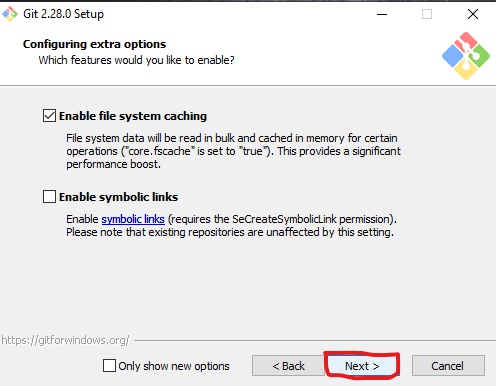 Git 2.28.0 Setup
Configuring extra options
Which features would you like to enable?
Enable file system caching
File system data will be read in bulk and cached in memory for certain
operations ("core.fscache" is set to "true"). This provides a significant
performance boost.
Enable symbolic links
Enable symbolic links (requires the SeCreateSymbolicLink permission).
Please note that existing repositories are unaffected by this setting.
https://gitforwindows.org/
Only show new options < Back Next > Cancel